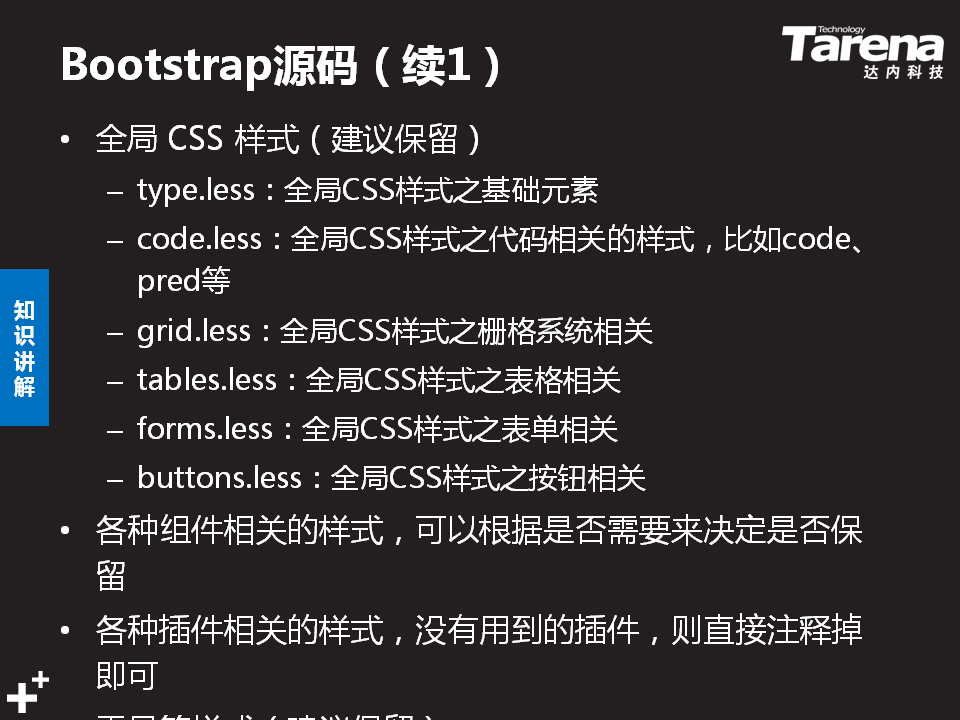 Bootstrap源码（续1）
Technology
Tarena
达内科技
• 全局 CSS 样式（建议保留）
– type.less：全局CSS样式之基础元素
– code.less：全局CSS样式之代码相关的样式，比如code、
pred等
– grid.less：全局CSS样式之栅格系统相关
– tables.less：全局CSS样式之表格相关
– forms.less：全局CSS样式之表单相关
– buttons.less：全局CSS样式之按钮相关
• 各种组件相关的样式，可以根据是否需要来决定是否保
留
• 各种插件相关的样式，没有用到的插件，则直接注释掉
即可
知
识
讲
解